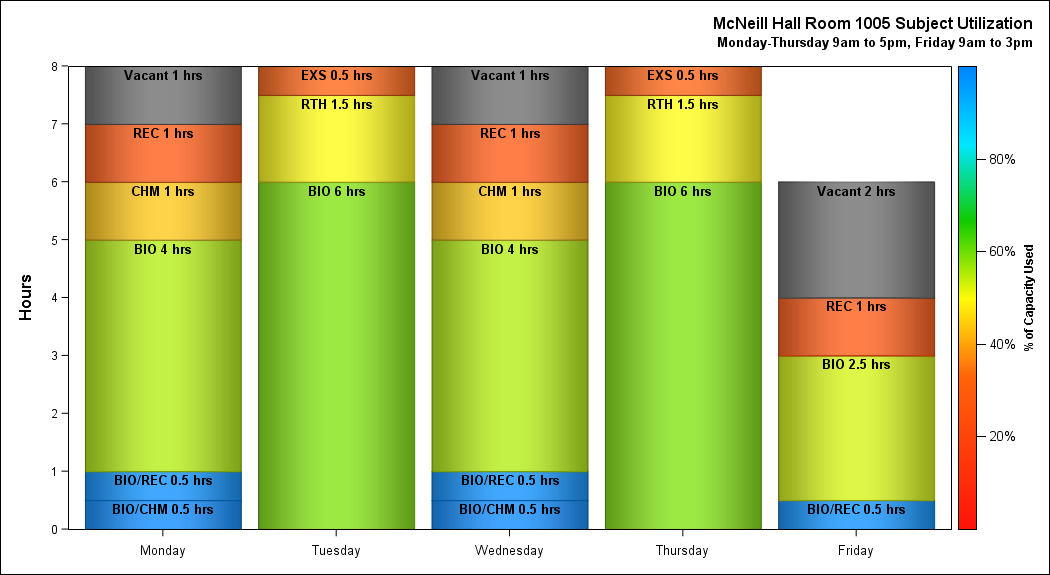 McNeill Hall Room 1005 Subject Utilization
Monday-Thursday 9am to 5pm, Friday 9am to 3pm
Hours
8
7
6
5
4
3
2
1
0
Vacant 1 hrs
REC 1 hrs
CHM 1 hrs
BIO 4 hrs
BIO/REC 0.5 hrs
BIO/CHM 0.5 hrs
EXS 0.5 hrs
RTH 1.5 hrs
BIO 6 hrs
Vacant 1 hrs
REC 1 hrs
CHM 1 hrs
BIO 4 hrs
BIO/REC 0.5 hrs
BIO/CHM 0.5 hrs
EXS 0.5 hrs
RTH 1.5 hrs
BIO 6 hrs
Vacant 2 hrs
REC 1 hrs
BIO 2.5 hrs
BIO/REC 0.5 hrs
Monday
Tuesday
Wednesday
Thursday
Friday
80%
60%
40%
20%
% of Capacity Used